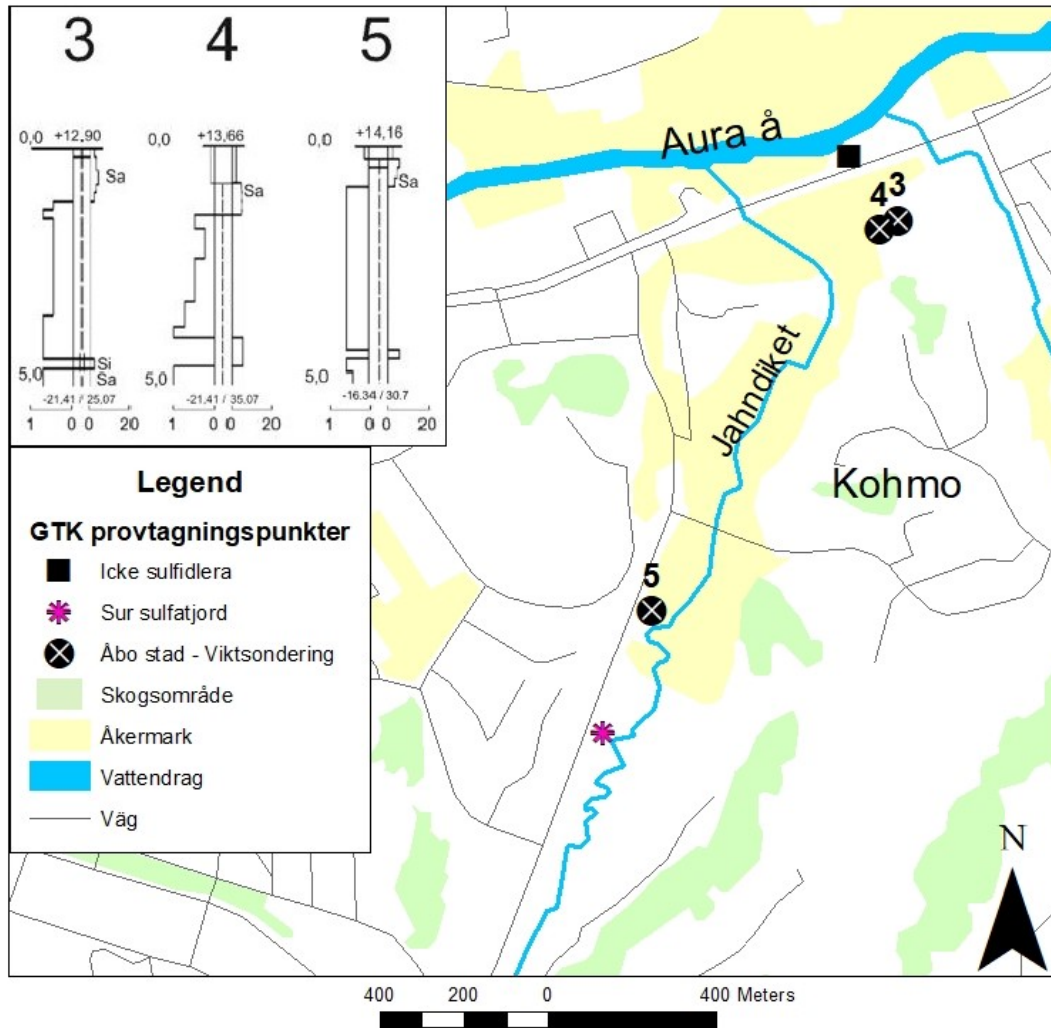 3 4 5
0,0 +12,90 0,0 +13,66 0,0 +14,16
Sa Sa Sa
Si
5,0 Sa 5,0 5,0
-21,41 / 25,07 -21,41 / 35,07 -16,34 / 30.7
1 0 0 20 1 0 0 20 1 0 0 20
Legend
GTK provtagningspunkter
Icke sulfidlera
Sur sulfatjord
Åbo stad - Viktsondering
Skogsområde
Åkermark
Vattendrag
Väg
Aura å
4 3
Jahndiket
Kohmo
5
N
400 200 0 400 Meters